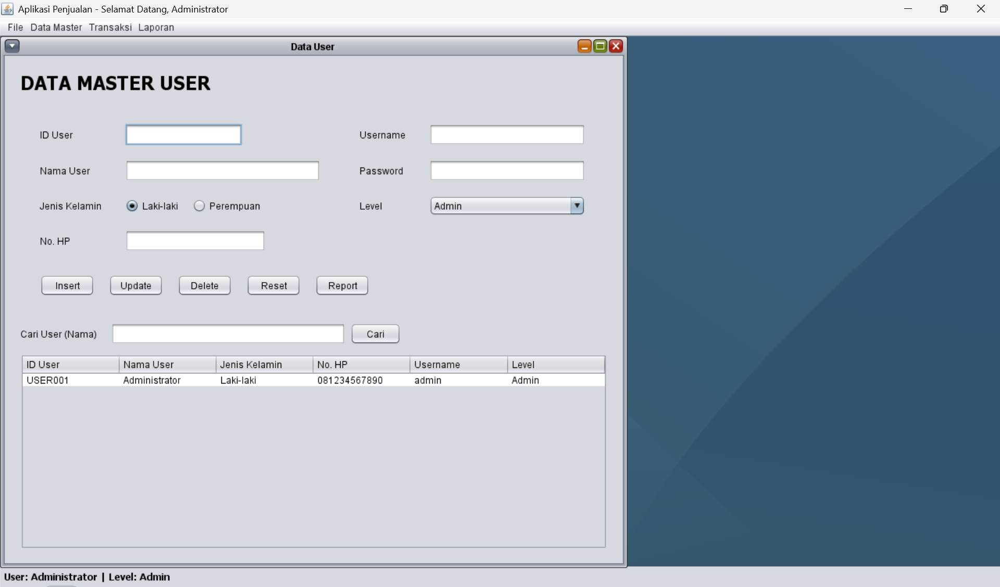 Aplikasi Penjualan - Selamat Datang, Administrator
File Data Master Transaksi Laporan
Data User
DATA MASTER USER
ID User
Username
Nama User
Password
Jenis Kelamin Laki-laki Perempuan
Level Admin
No. HP
Insert Update Delete Reset Report
Cari User (Nama) Cari
ID User Nama User Jenis Kelamin No. HP Username Level
USER001 Administrator Laki-laki 081234567890 admin Admin
User: Administrator | Level: Admin